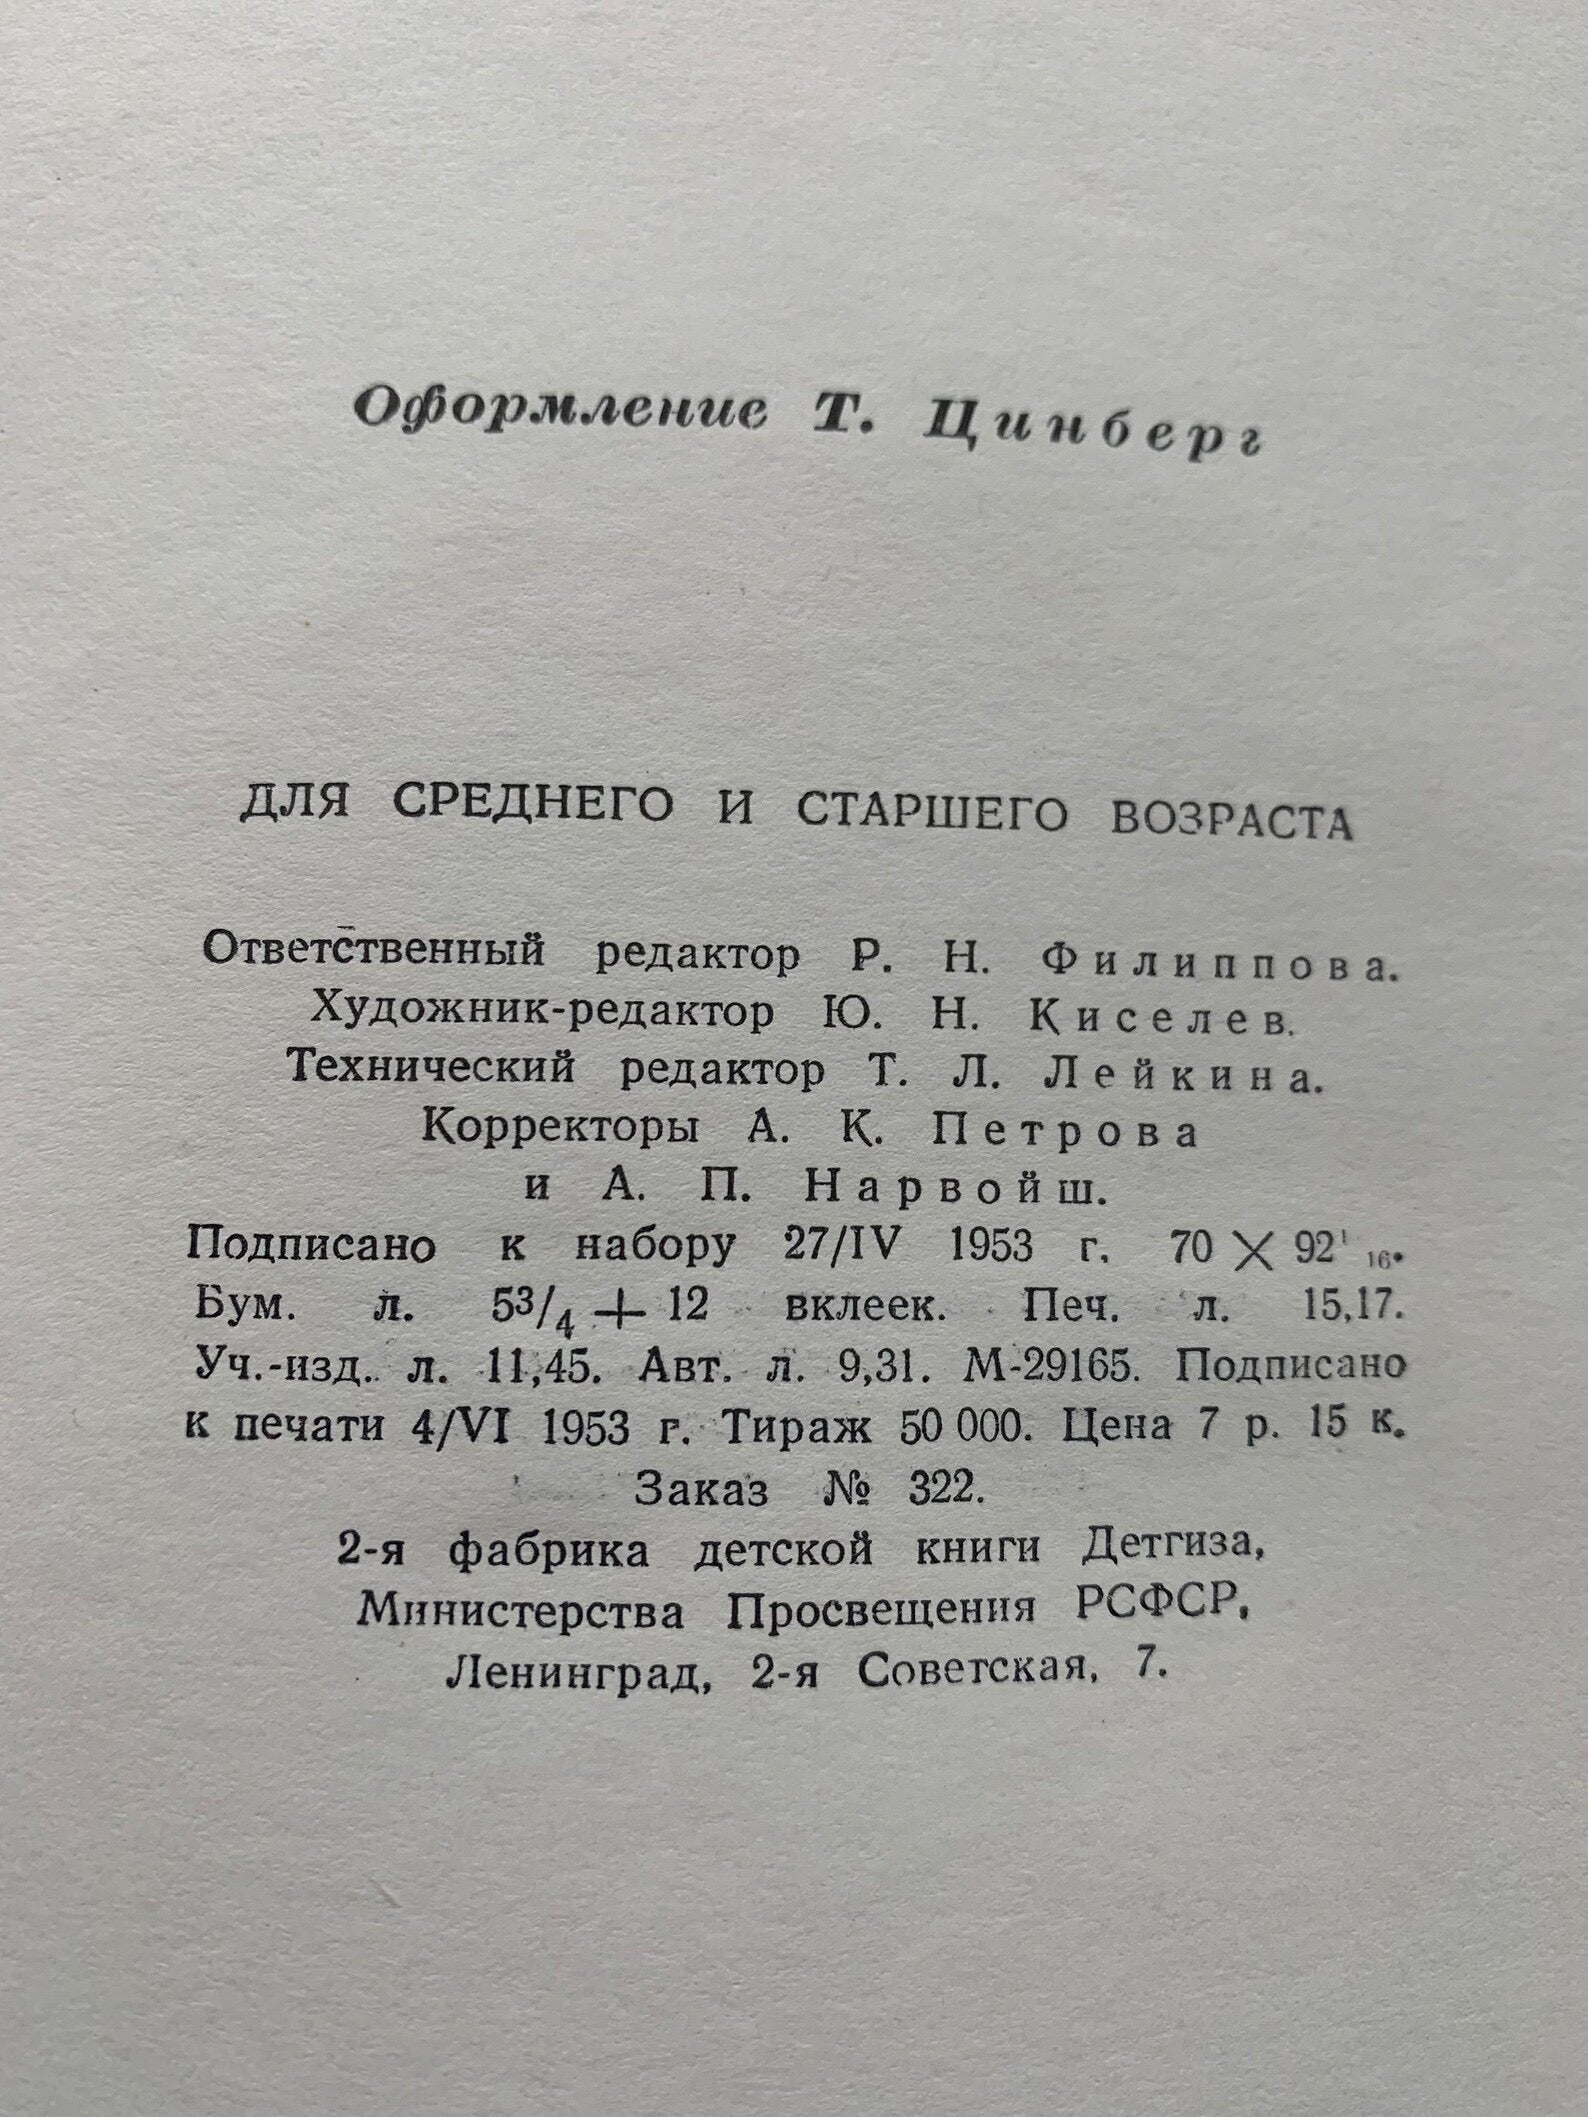 Оформление Т. Цинберг
ДЛЯ СРЕДНЕГО И СТАРШЕГО ВОЗРАСТА
Ответственный редактор Р. Н. Филиппова.
Художник-редактор Ю. Н. Киселев.
Технический редактор Т. Л. Лейкина.
Корректоры А. К. Петрова
и А. П. Нарвойш.
Подписано к набору 27/IV 1953 г. 70 × 92 1/16.
Бум. л. 5 3/4 + 12 вклеек. Печ. л. 15,17.
Уч.-изд. л. 11,45. Авт. л. 9,31. М-29165. Подписано
к печати 4/VI 1953 г. Тираж 50 000. Цена 7 р. 15 к.
Заказ № 322.
2-я фабрика детской книги Детгиза,
Министерства Просвещения РСФСР,
Ленинград, 2-я Советская, 7.